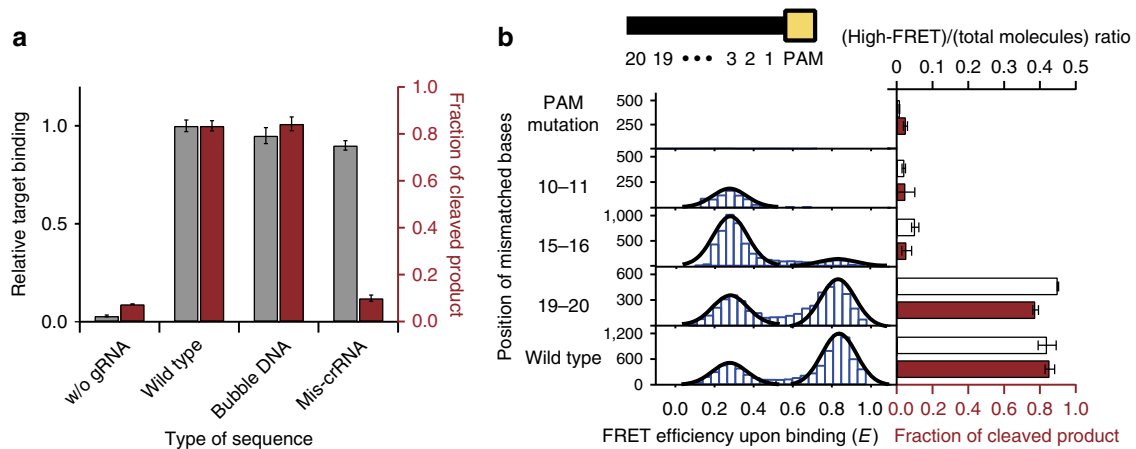 a
Relative target binding
1.0
0.5
0.0
Fraction of cleaved product
1.0
0.8
0.6
0.4
0.2
0.0
w/o gRNA
Wild type
Bubble DNA
Mis-crRNA
Type of sequence
b
20 19 ••• 3 2 1 PAM
(High-FRET)/(total molecules) ratio
0 0.1 0.2 0.3 0.4 0.5
Position of mismatched bases
PAM mutation
500
250
10–11
500
250
15–16
1,000
500
19–20
600
300
0
Wild type
1,200
600
0
0.0 0.2 0.4 0.6 0.8 1.0
FRET efficiency upon binding (E)
0.0 0.2 0.4 0.6 0.8 1.0
Fraction of cleaved product